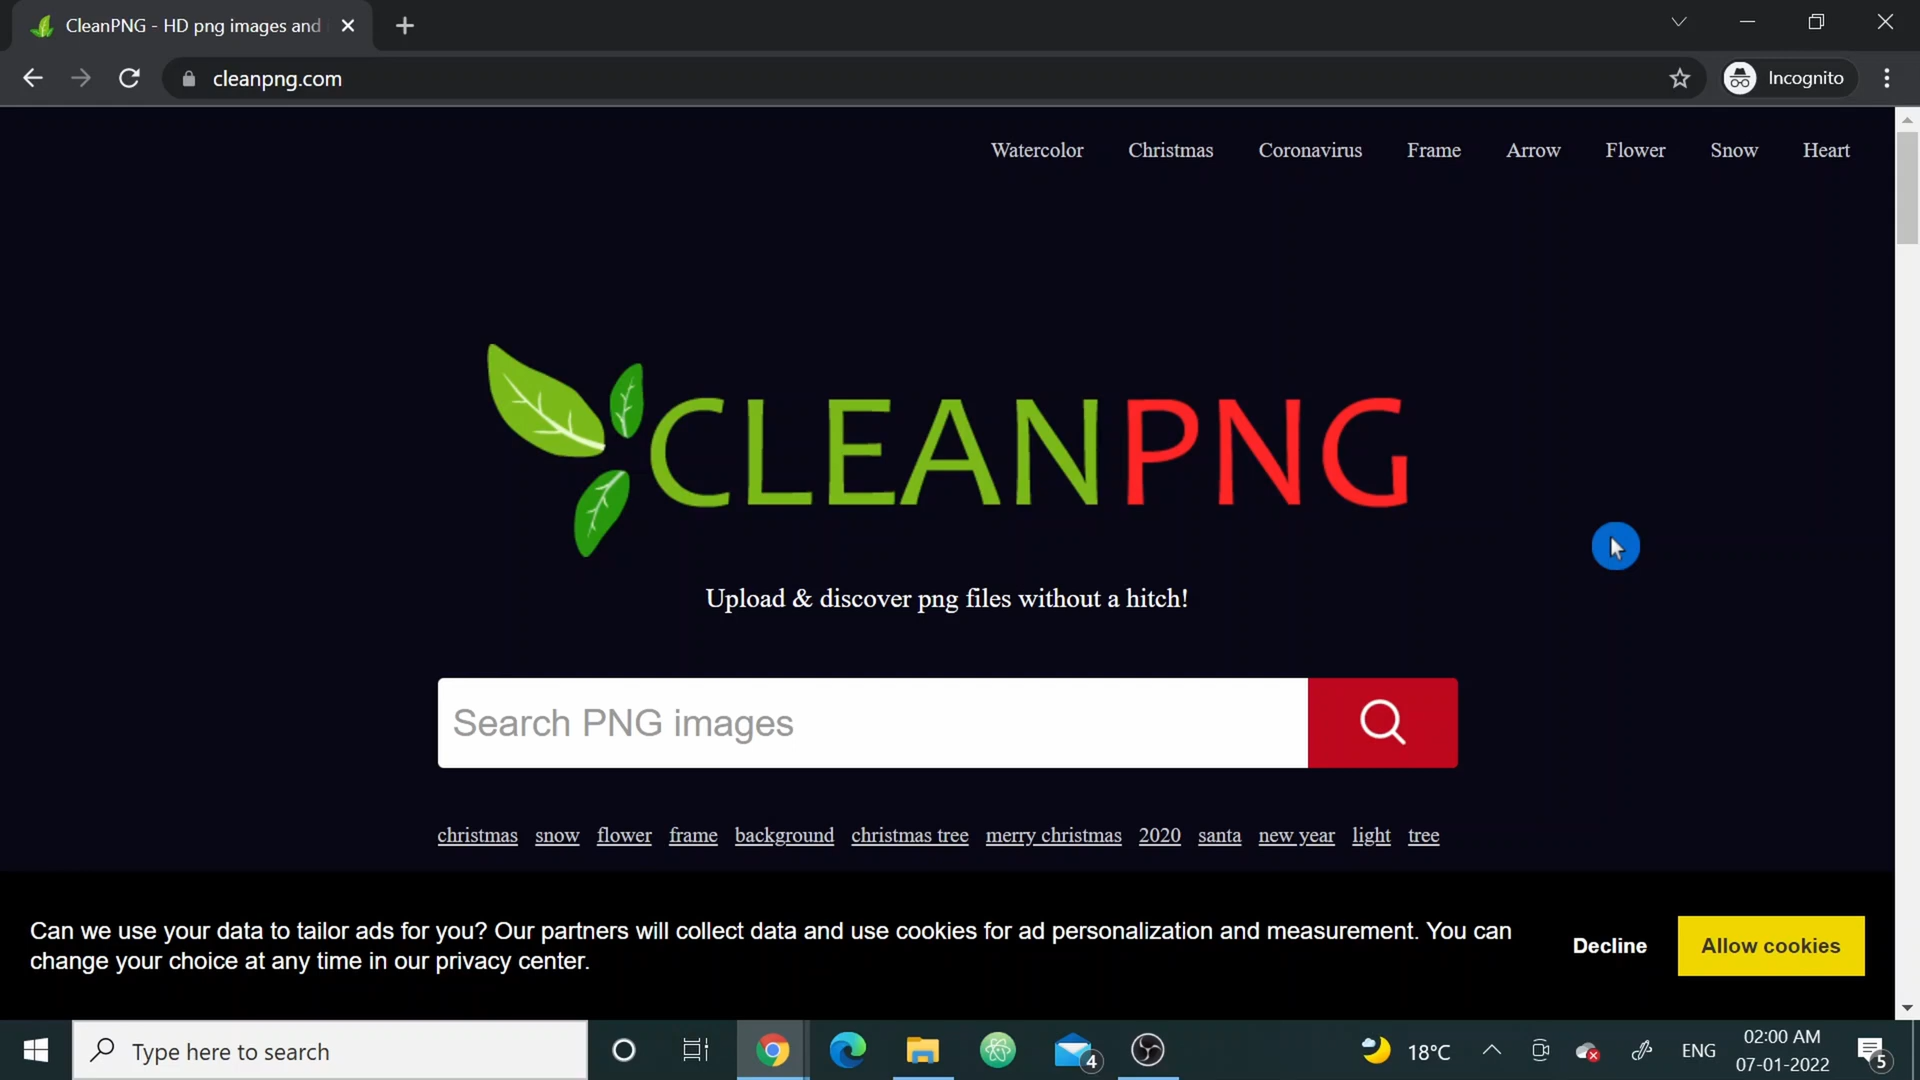 CleanPNG - HD png images and
cleanpng.com
Incognito
Watercolor Christmas Coronavirus Frame Arrow Flower Snow Heart
CLEANPNG
Upload & discover png files without a hitch!
Search PNG images
christmas snow flower frame background christmas tree merry christmas 2020 santa new year light tree
Can we use your data to tailor ads for you? Our partners will collect data and use cookies for ad personalization and measurement. You can
change your choice at any time in our privacy center.
Decline
Allow cookies
Type here to search
4
18°C
ENG
02:00 AM
07-01-2022
5